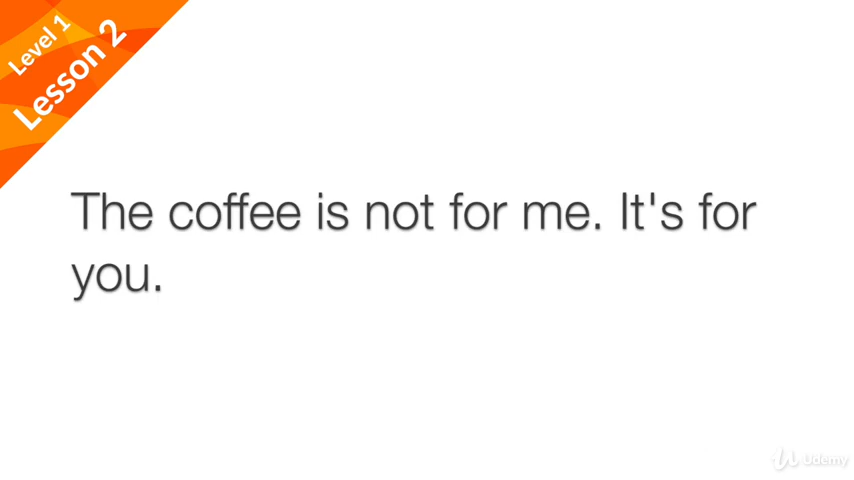 Level 1
Lesson 2
The coffee is not for me. It's for
you.
Udemy